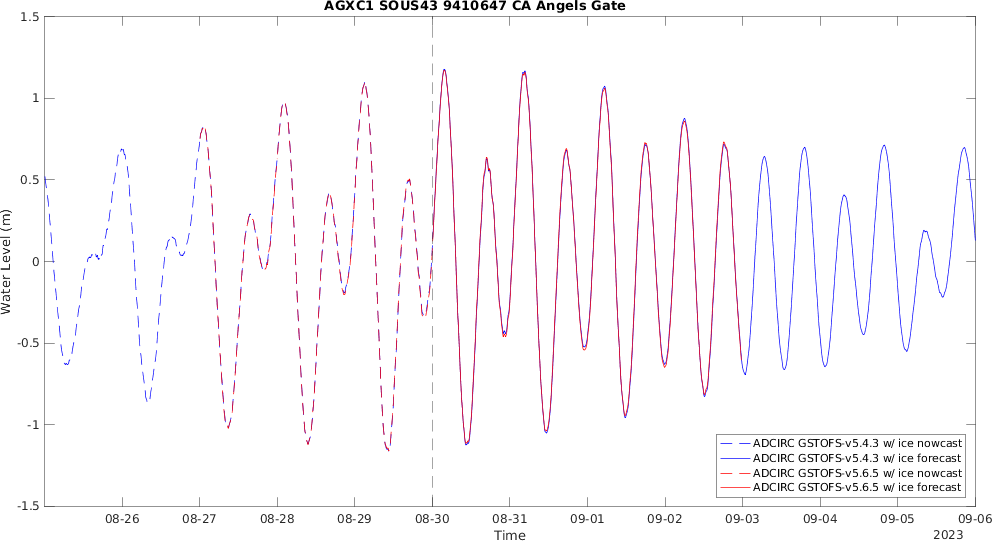 AGXC1 SOUS43 9410647 CA Angels Gate
1.5
1
0.5
0
-0.5
-1
-1.5
Water Level (m)
08-26 08-27 08-28 08-29 08-30 08-31 09-01 09-02 09-03 09-04 09-05 09-06
Time
2023
ADCIRC GSTOFS-v5.4.3 w/ ice nowcast
ADCIRC GSTOFS-v5.4.3 w/ ice forecast
ADCIRC GSTOFS-v5.6.5 w/ ice nowcast
ADCIRC GSTOFS-v5.6.5 w/ ice forecast